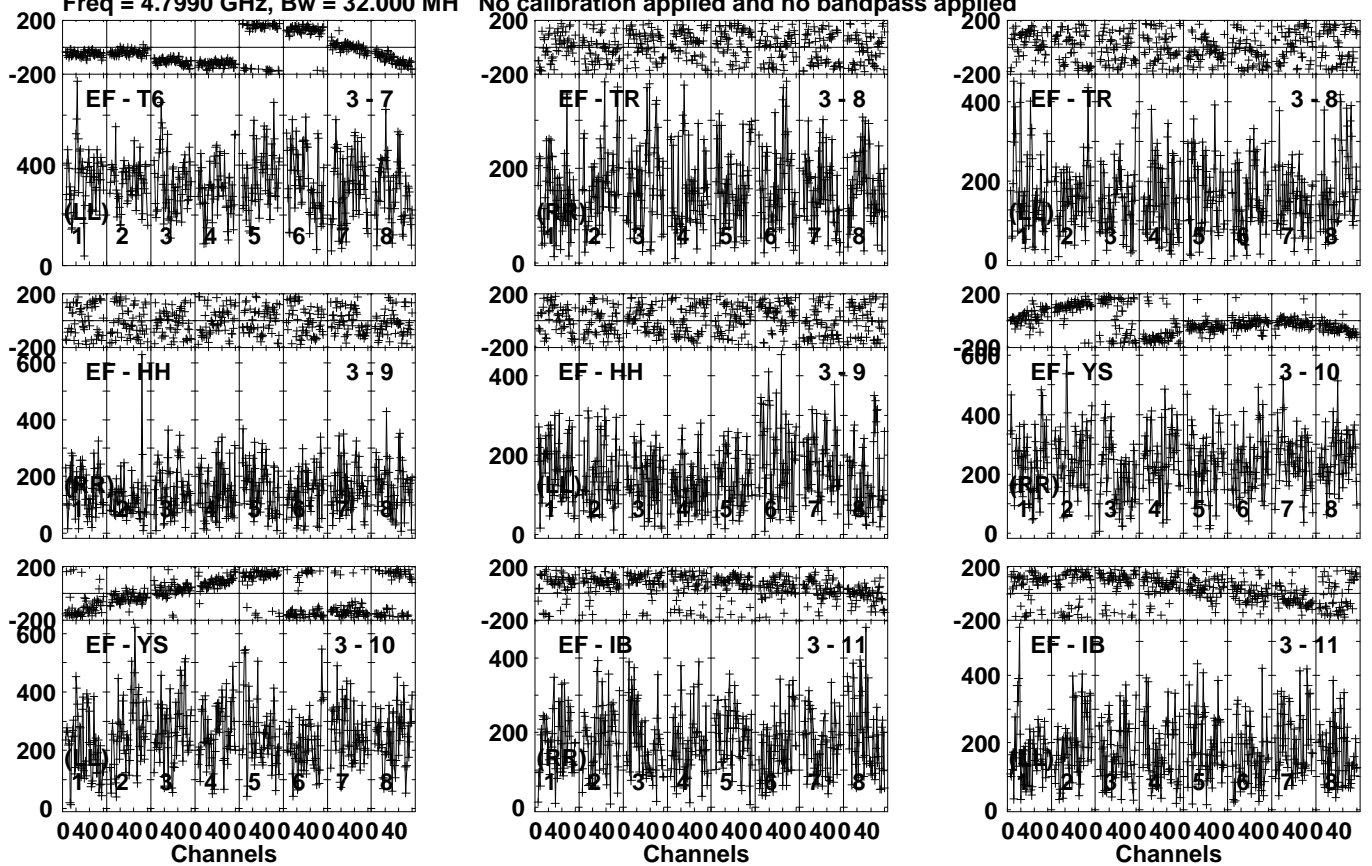 Freq = 4.7990 GHz, Bw = 32.000 MH No calibration applied and no bandpass applied
200
-200
EF - T6 3 - 7
400
(LL)
1 2 3 4 5 6 7 8
0
200
-200
EF - TR 3 - 8
200
(RR)
1 2 3 4 5 6 7 8
0
200
-200
EF - TR 3 - 8
400
200
(LL)
1 2 3 4 5 6 7 8
0
200
-200
600
EF - HH 3 - 9
400
200
(RR)
1 2 3 4 5 6 7 8
0
200
-200
EF - HH 3 - 9
400
200
(LL)
1 2 3 4 5 6 7 8
0
200
-200
600
EF - YS 3 - 10
400
200
(RR)
1 2 3 4 5 6 7 8
0
200
-200
600
EF - YS 3 - 10
400
200
(LL)
1 2 3 4 5 6 7 8
0
0 40 0 40 0 40 0 40 0 40 0 40 0 40 0 40
Channels
200
-200
EF - IB 3 - 11
400
200
(RR)
1 2 3 4 5 6 7 8
0
0 40 0 40 0 40 0 40 0 40 0 40 0 40 0 40
Channels
200
-200
EF - IB 3 - 11
400
200
(LL)
1 2 3 4 5 6 7 8
0
0 40 0 40 0 40 0 40 0 40 0 40 0 40 0 40
Channels